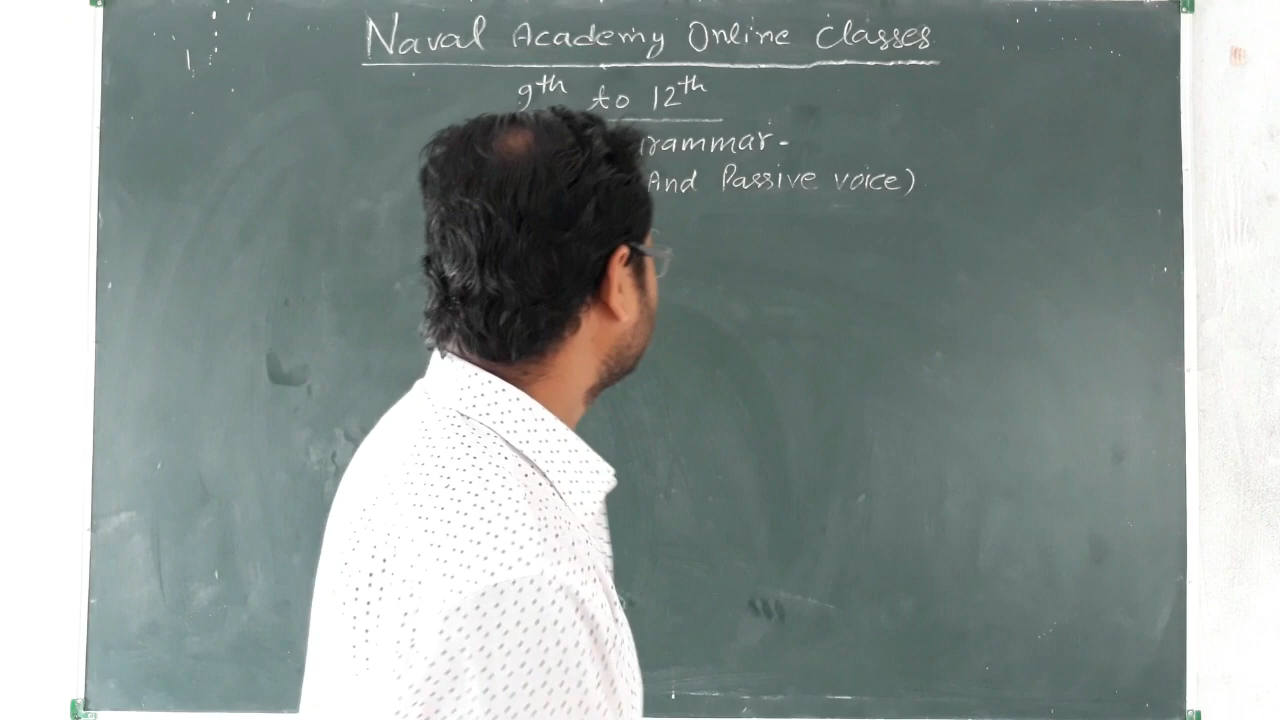 Naval Academy Online Classes
9th to 12th
rammar-
And Passive voice)